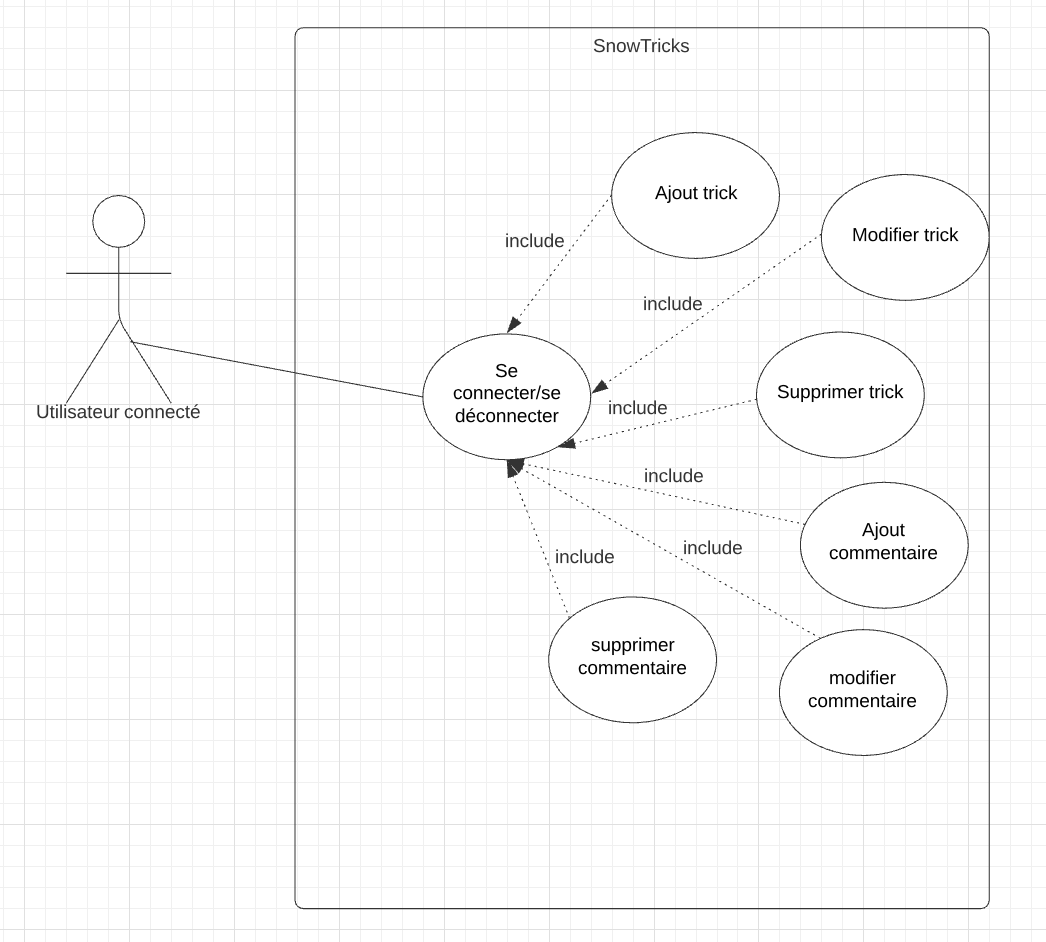 SnowTricks
Ajout trick
Modifier trick
include
include
Se
connecter/se
déconnecter
Supprimer trick
include
Utilisateur connecté
include
Ajout
commentaire
include
include
supprimer
commentaire
modifier
commentaire